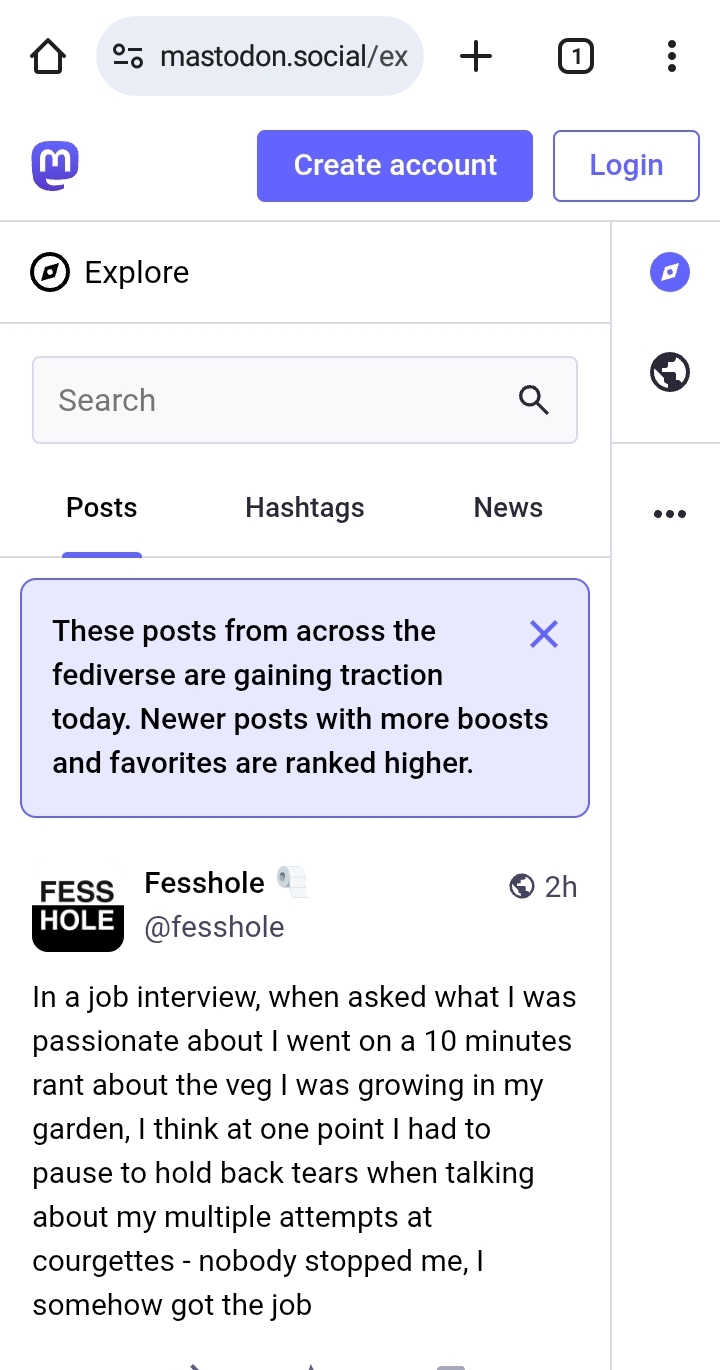 mastodon.social/ex
1
m
Create account
Login
Explore
Search
Posts
Hashtags
News
These posts from across the
fediverse are gaining traction
today. Newer posts with more boosts
and favorites are ranked higher.
FESS
HOLE
Fesshole 🧻
2h
@fesshole
In a job interview, when asked what I was
passionate about I went on a 10 minutes
rant about the veg I was growing in my
garden, I think at one point I had to
pause to hold back tears when talking
about my multiple attempts at
courgettes - nobody stopped me, I
somehow got the job